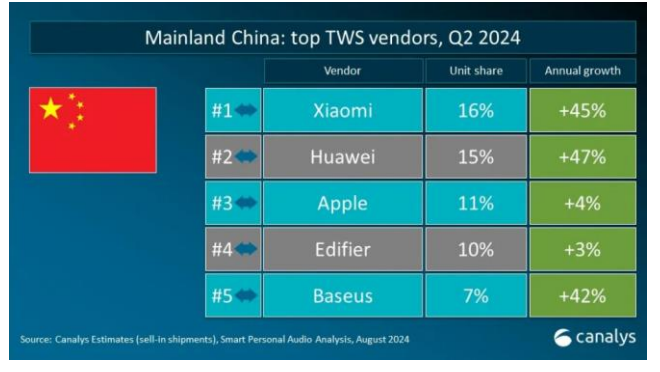 Mainland China: top TWS vendors, Q2 2024
Vendor Unit share Annual growth
#1 Xiaomi 16% +45%
#2 Huawei 15% +47%
#3 Apple 11% +4%
#4 Edifier 10% +3%
#5 Baseus 7% +42%
Source: Canalys Estimates (sell-in shipments), Smart Personal Audio Analysis, August 2024
canalys